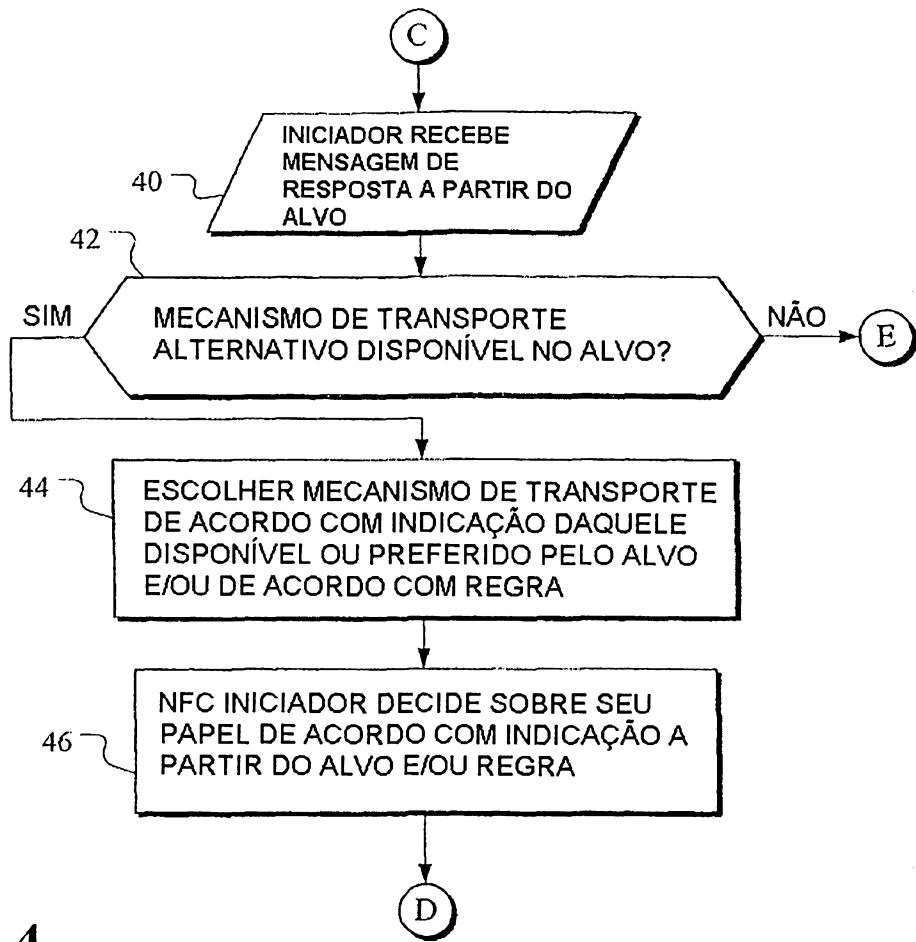 C
INICIADOR RECEBE
MENSAGEM DE
RESPOSTA A PARTIR DO
ALVO
40
42
SIM
MECANISMO DE TRANSPORTE
ALTERNATIVO DISPONÍVEL NO ALVO?
NÃO
E
44
ESCOLHER MECANISMO DE TRANSPORTE
DE ACORDO COM INDICAÇÃO DAQUELE
DISPONÍVEL OU PREFERIDO PELO ALVO
E/OU DE ACORDO COM REGRA
46
NFC INICIADOR DECIDE SOBRE SEU
PAPEL DE ACORDO COM INDICAÇÃO A
PARTIR DO ALVO E/OU REGRA
D